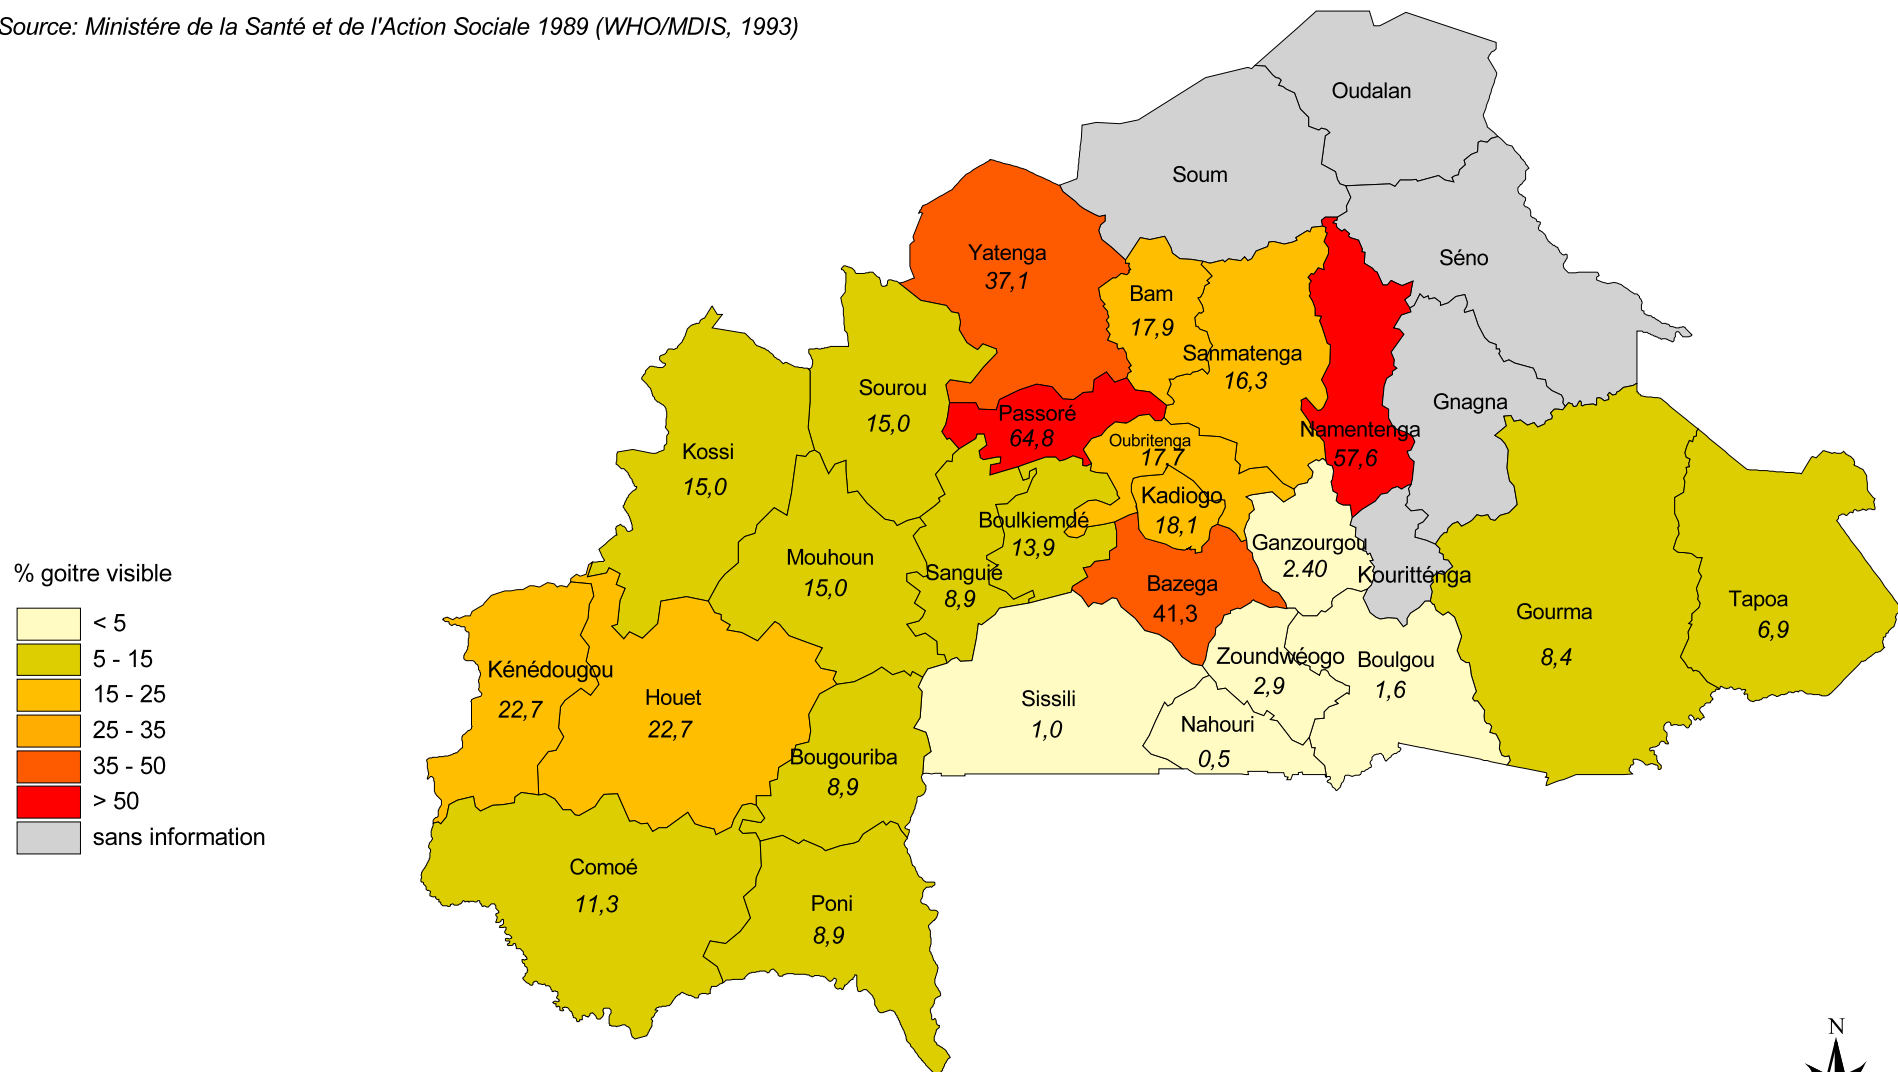 Source: Ministére de la Santé et de l'Action Sociale 1989 (WHO/MDIS, 1993)
Oudalan
Soum
Séno
Yatenga
37,1
Bam
17,9
Sanmatenga
16,3
Sourou
15,0
Passoré
64,8
Gnagna
Namentenga
57,6
Oubritenga
17,7
Kossi
15,0
Kadiogo
18,1
Boulkiemdé
13,9
Ganzourgou
2.40
Mouhoun
15,0
Sanguié
8,9
Kouritténga
Bazega
41,3
Gourma
8,4
Tapoa
6,9
Zoundwéogo
2,9
Boulgou
1,6
Kénédougou
22,7
Houet
22,7
Sissili
1,0
Nahouri
0,5
Bougouriba
8,9
Comoé
11,3
Poni
8,9
% goitre visible
< 5
5 - 15
15 - 25
25 - 35
35 - 50
> 50
sans information
N